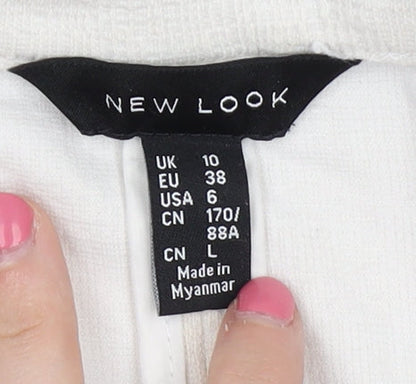 NEW LOOK
UK 10
EU 38
USA 6
CN 170/
88A
CN L
Made in
Myanmar